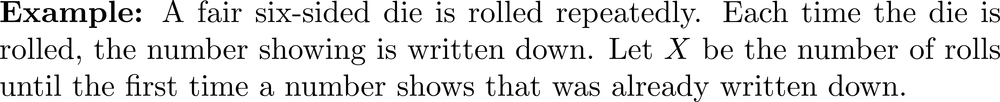 Example: A fair six-sided die is rolled repeatedly. Each time the die is
rolled, the number showing is written down. Let X be the number of rolls
until the first time a number shows that was already written down.